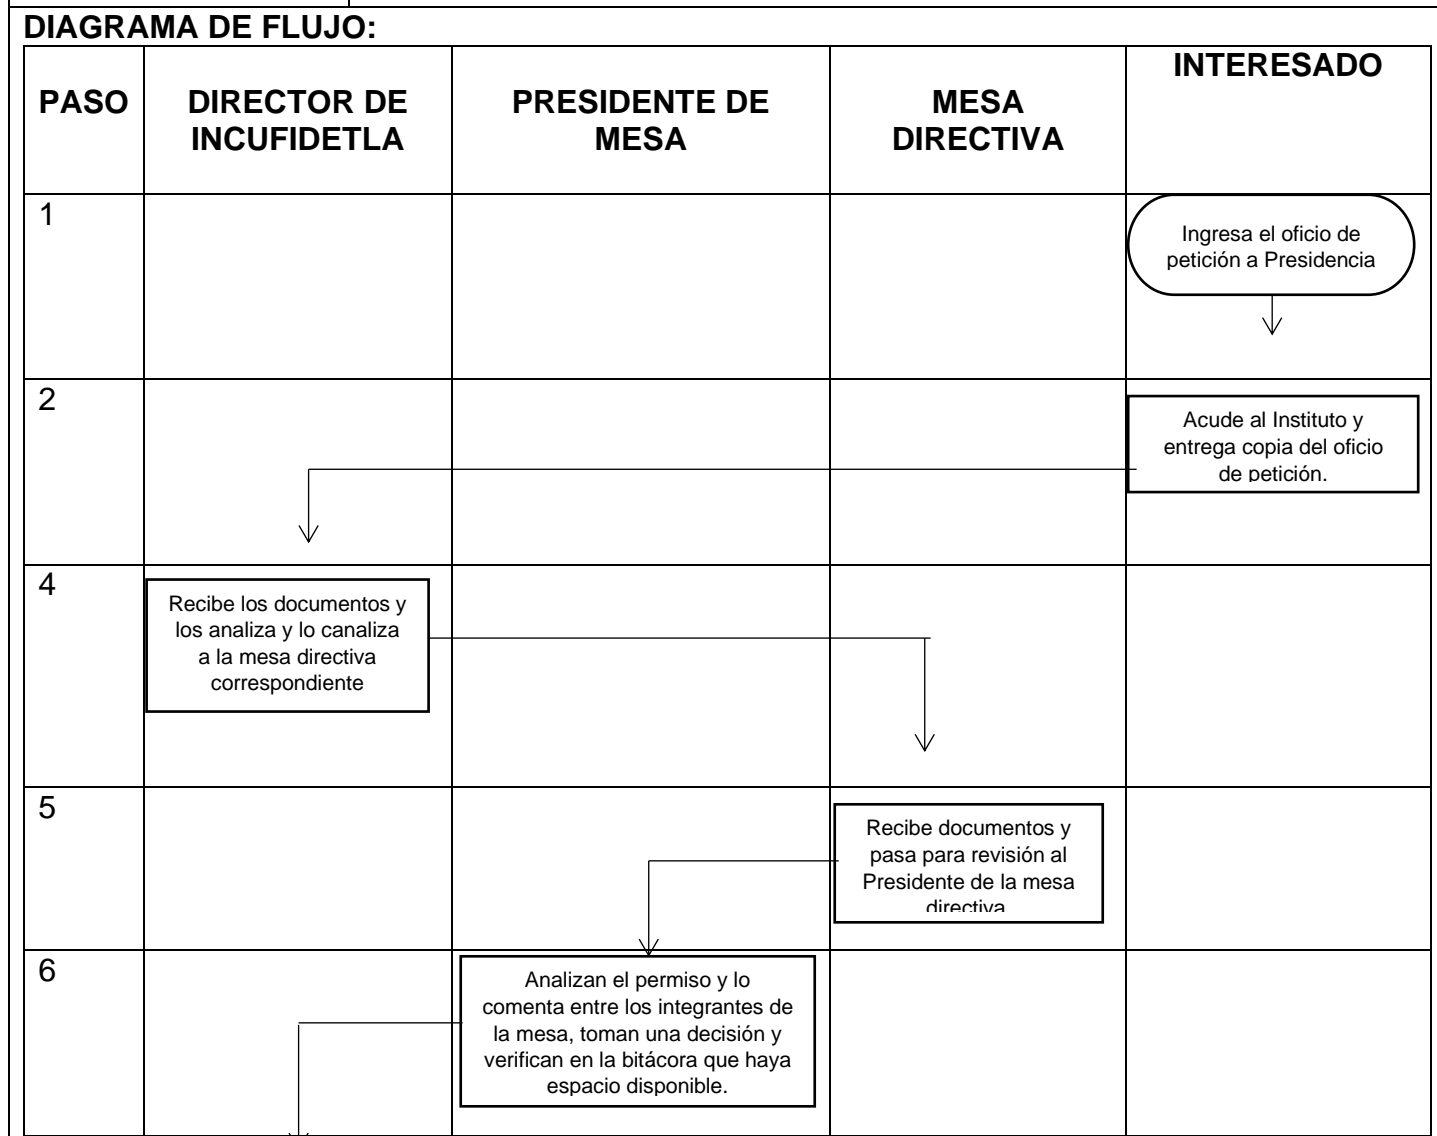 DIAGRAMA DE FLUJO:
PASO
DIRECTOR DE
INCUFIDETLA
PRESIDENTE DE
MESA
MESA
DIRECTIVA
INTERESADO
1
Ingresa el oficio de
petición a Presidencia
2
Acude al Instituto y
entrega copia del oficio
de petición.
4
Recibe los documentos y
los analiza y lo canaliza
a la mesa directiva
correspondiente
5
Recibe documentos y
pasa para revisión al
Presidente de la mesa
directiva
6
Analizan el permiso y lo
comenta entre los integrantes de
la mesa, toman una decisión y
verifican en la bitácora que haya
espacio disponible.